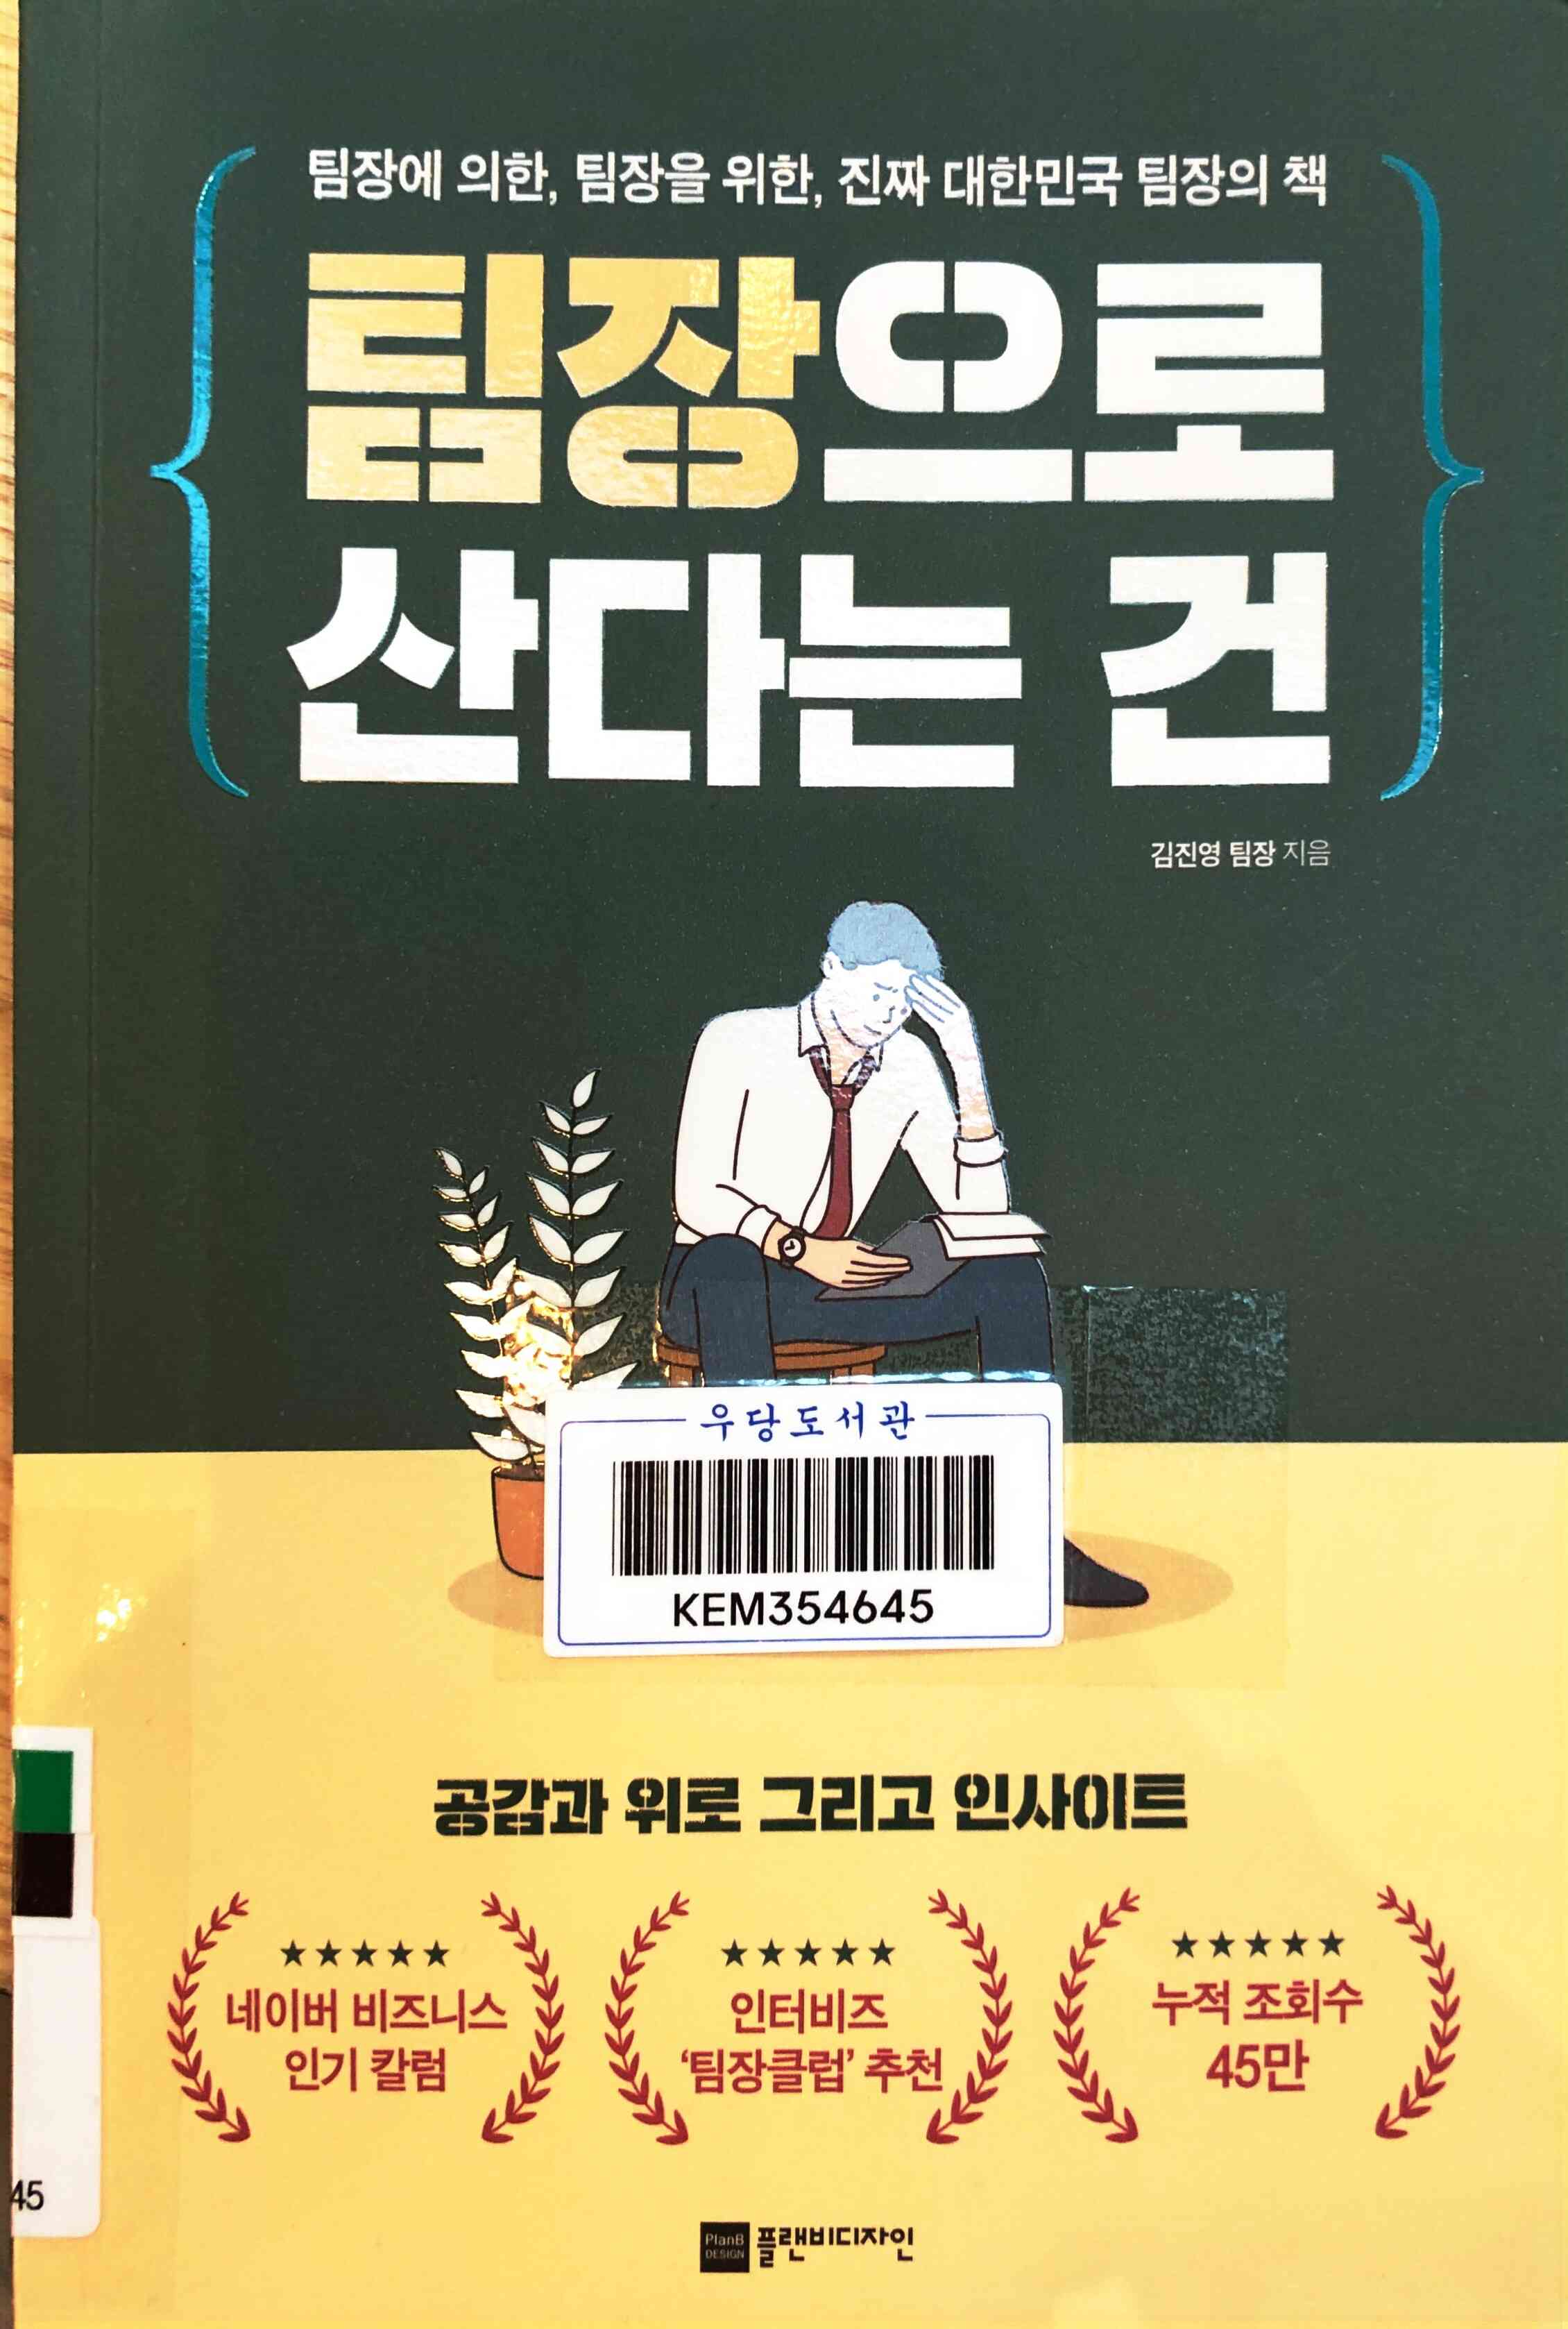 팀장에 의한, 팀장을 위한, 진짜 대한민국 팀장의 책
팀장으로
산다는 건
김진영 팀장 지음
우당도서관
KEM354645
공감과 위로 그리고 인사이트
★★★★★
네이버 비즈니스
인기 칼럼
★★★★★
인터비즈
‘팀장클럽’ 추천
★★★★★
누적 조회수
45만
45
PlanB
DESIGN
플랜비디자인